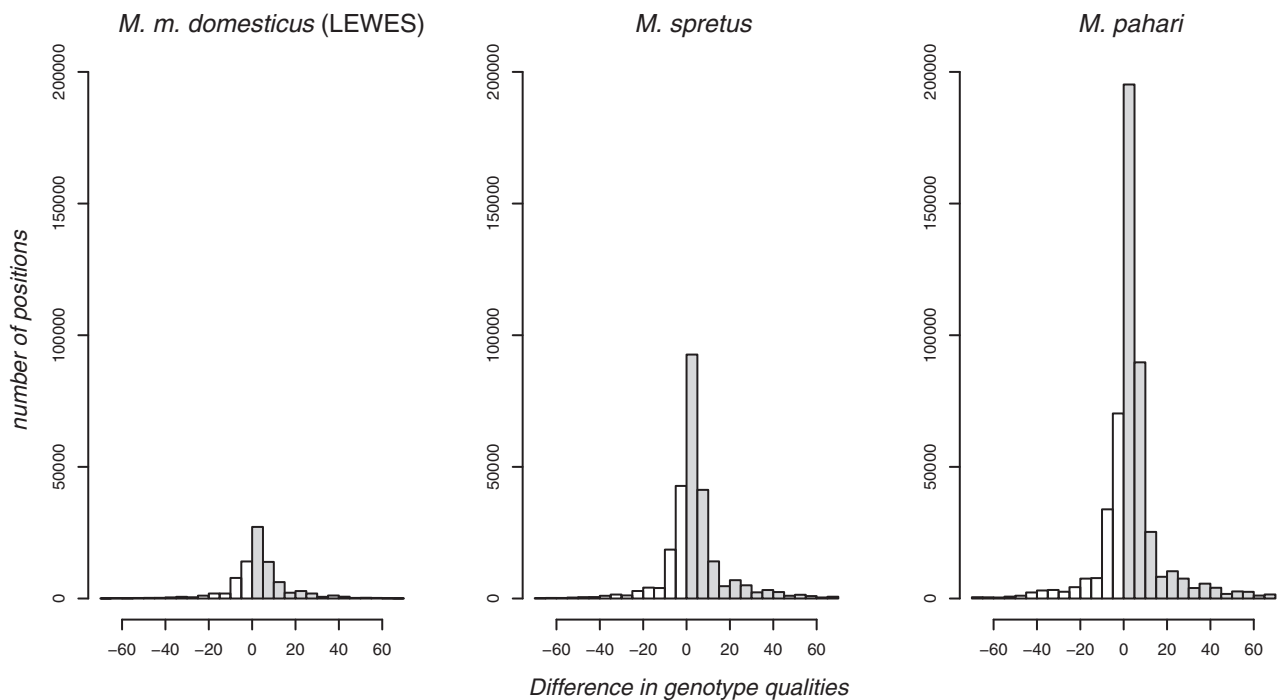 M. m. domesticus (LEWES)
M. spretus
M. pahari
number of positions
200000
150000
100000
50000
0
−60 −40 −20 0 20 40 60
200000
150000
100000
50000
0
−60 −40 −20 0 20 40 60
200000
150000
100000
50000
0
−60 −40 −20 0 20 40 60
Difference in genotype qualities